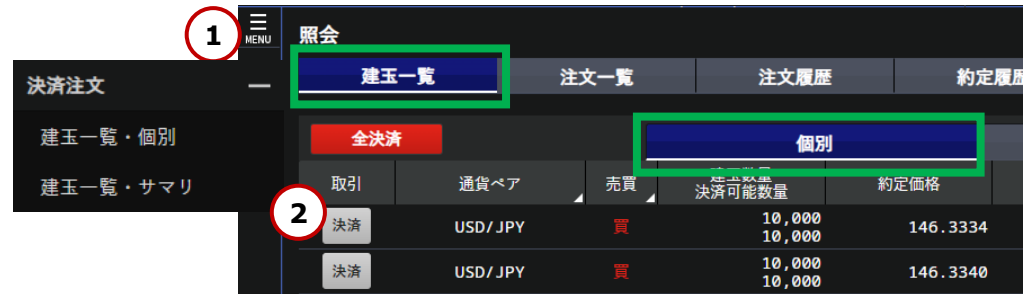 1
MENU
照会
決済注文
建玉一覧
注文一覧
注文履歴
約定履歴
建玉一覧・個別
全決済
個別
建玉一覧・サマリ
取引
通貨ペア
売買
建玉数量
決済可能数量
約定価格
2
決済
USD/JPY
買
10,000
10,000
146.3334
決済
USD/JPY
買
10,000
10,000
146.3340